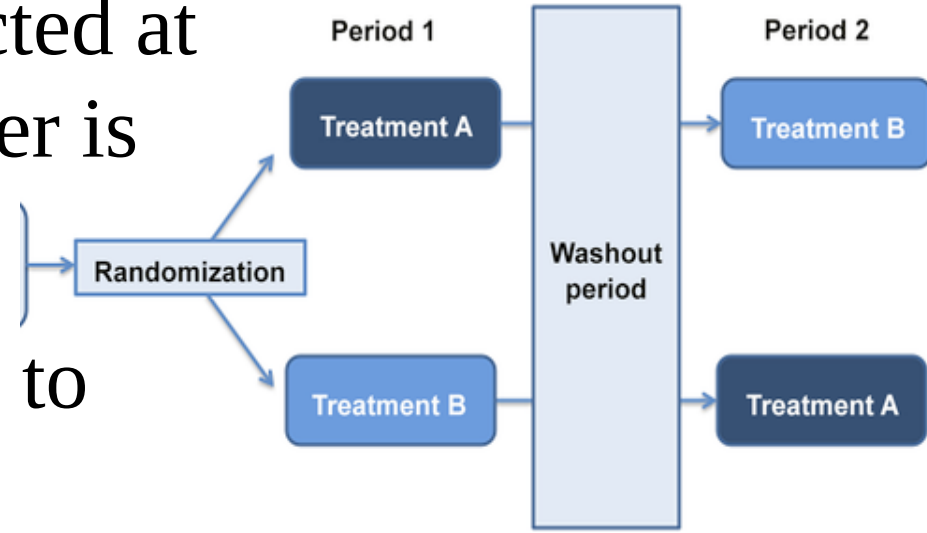 cted at
er is
to
Period 1
Period 2
Treatment A
Treatment B
Randomization
Washout
period
Treatment B
Treatment A